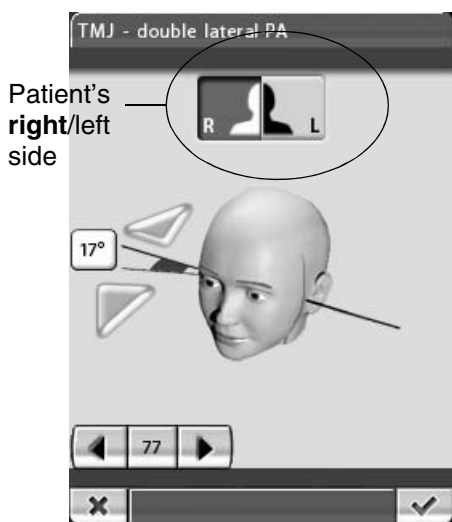 TMJ - double lateral PA
Patient's
right/left
side
R L
17°
77